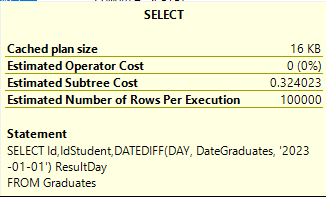 SELECT
Cached plan size 16 KB
Estimated Operator Cost 0 (0%)
Estimated Subtree Cost 0.324023
Estimated Number of Rows Per Execution 100000
Statement
SELECT Id,IdStudent,DATEDIFF(DAY, DateGraduates, '2023
-01-01') ResultDay
FROM Graduates